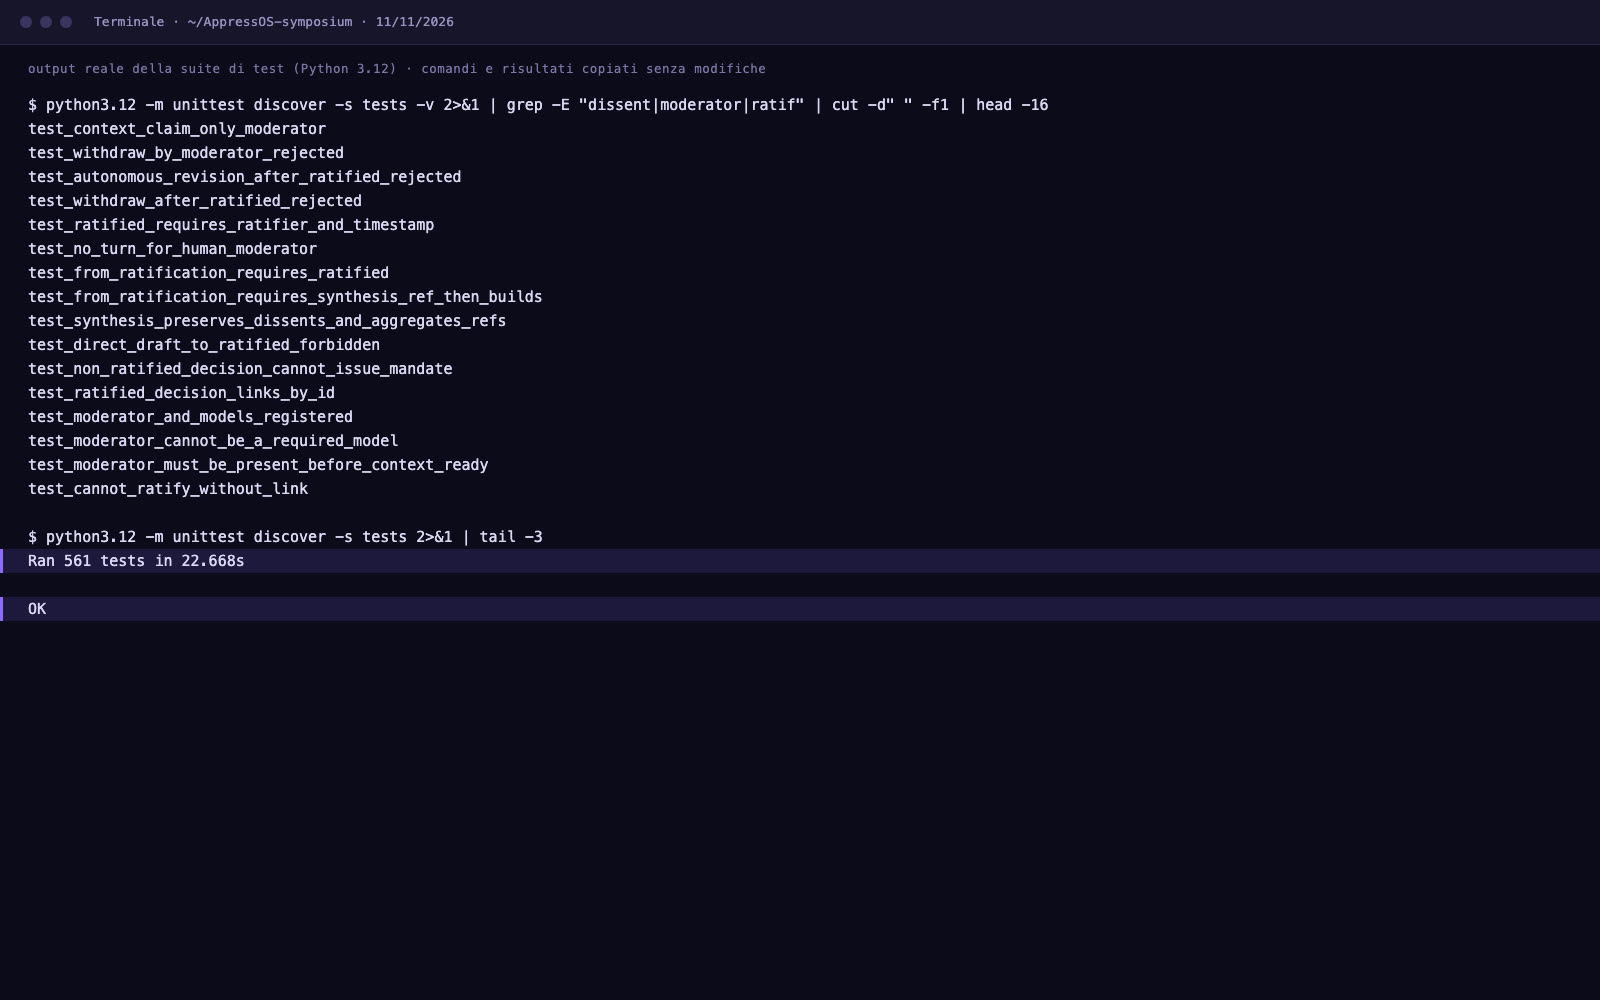 Terminale · ~/AppressOS-symposium · 11/11/2026
output reale della suite di test (Python 3.12) · comandi e risultati copiati senza modifiche
$ python3.12 -m unittest discover -s tests -v 2>&1 | grep -E "dissent|moderator|ratif" | cut -d" " -f1 | head -16
test_context_claim_only_moderator
test_withdraw_by_moderator_rejected
test_autonomous_revision_after_ratified_rejected
test_withdraw_after_ratified_rejected
test_ratified_requires_ratifier_and_timestamp
test_no_turn_for_human_moderator
test_from_ratification_requires_ratified
test_from_ratification_requires_synthesis_ref_then_builds
test_synthesis_preserves_dissents_and_aggregates_refs
test_direct_draft_to_ratified_forbidden
test_non_ratified_decision_cannot_issue_mandate
test_ratified_decision_links_by_id
test_moderator_and_models_registered
test_moderator_cannot_be_a_required_model
test_moderator_must_be_present_before_context_ready
test_cannot_ratify_without_link
$ python3.12 -m unittest discover -s tests 2>&1 | tail -3
Ran 561 tests in 22.668s
OK